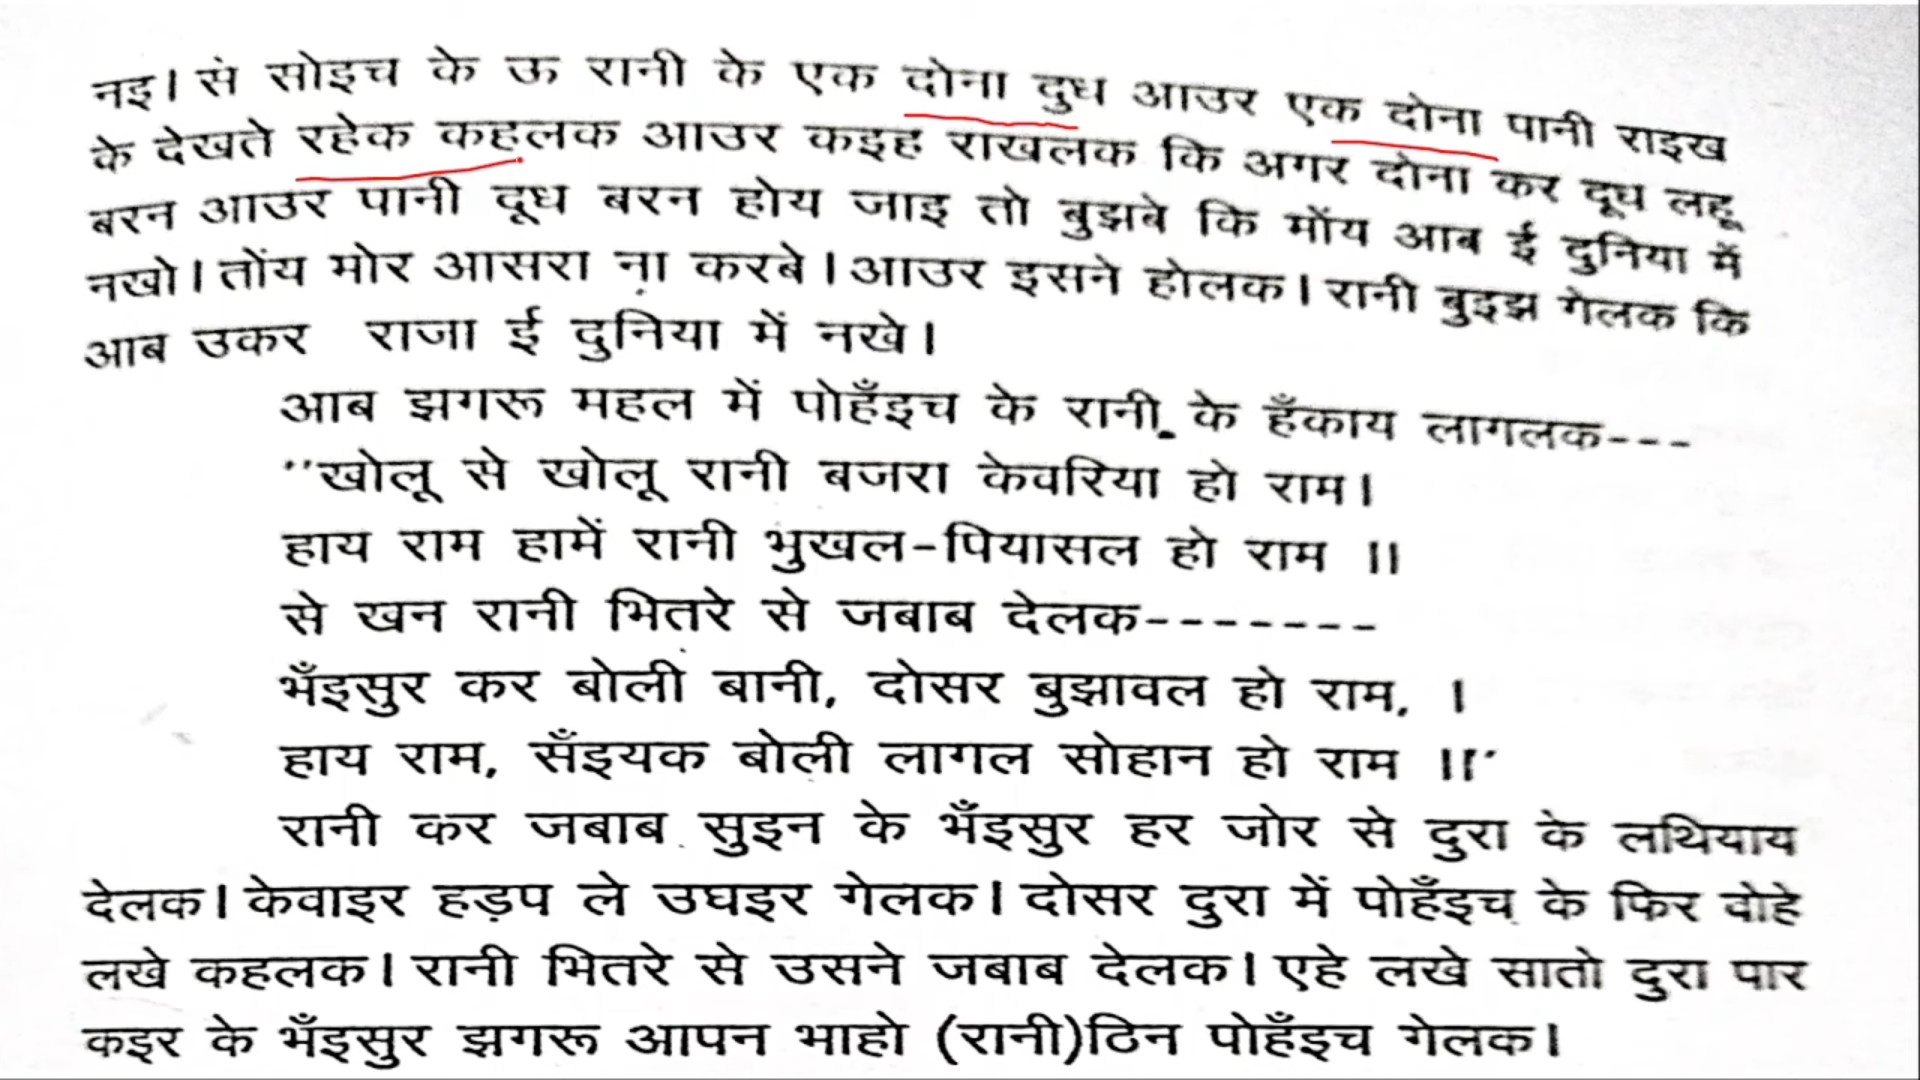 नइ। सं सोइच के ऊ रानी के एक दोना दुध आउर एक दोना पानी राइख
के देखते रहेक कहलक आउर कइह राखलक कि अगर दोना कर दूध लहू
बरन आउर पानी दूध बरन होय जाइ तो बुझबे कि मोंय आब ई दुनिया में
नखो। तोंय मोर आसरा ना करबे। आउर इसने होलक। रानी बुइझ गेलक कि
आब उकर राजा ई दुनिया में नखे।
आब झगरू महल में पोहँइच के रानी के हँकाय लागलक---
''खोलू से खोलू रानी बजरा केवरिया हो राम।
हाय राम हामें रानी भुखल-पियासल हो राम ।।
से खन रानी भितरे से जबाब देलक-------
भँइसुर कर बोली बानी, दोसर बुझावल हो राम, ।
हाय राम, सँइयक बोली लागल सोहान हो राम ।।'
रानी कर जबाब सुइन के भँइसुर हर जोर से दुरा के लथियाय
देलक। केवाइर हड़प ले उघइर गेलक। दोसर दुरा में पोहँइच के फिर वोहे
लखे कहलक। रानी भितरे से उसने जबाब देलक। एहे लखे सातो दुरा पार
कइर के भँइसुर झगरू आपन भाहो (रानी)ठिन पोहँइच गेलक।